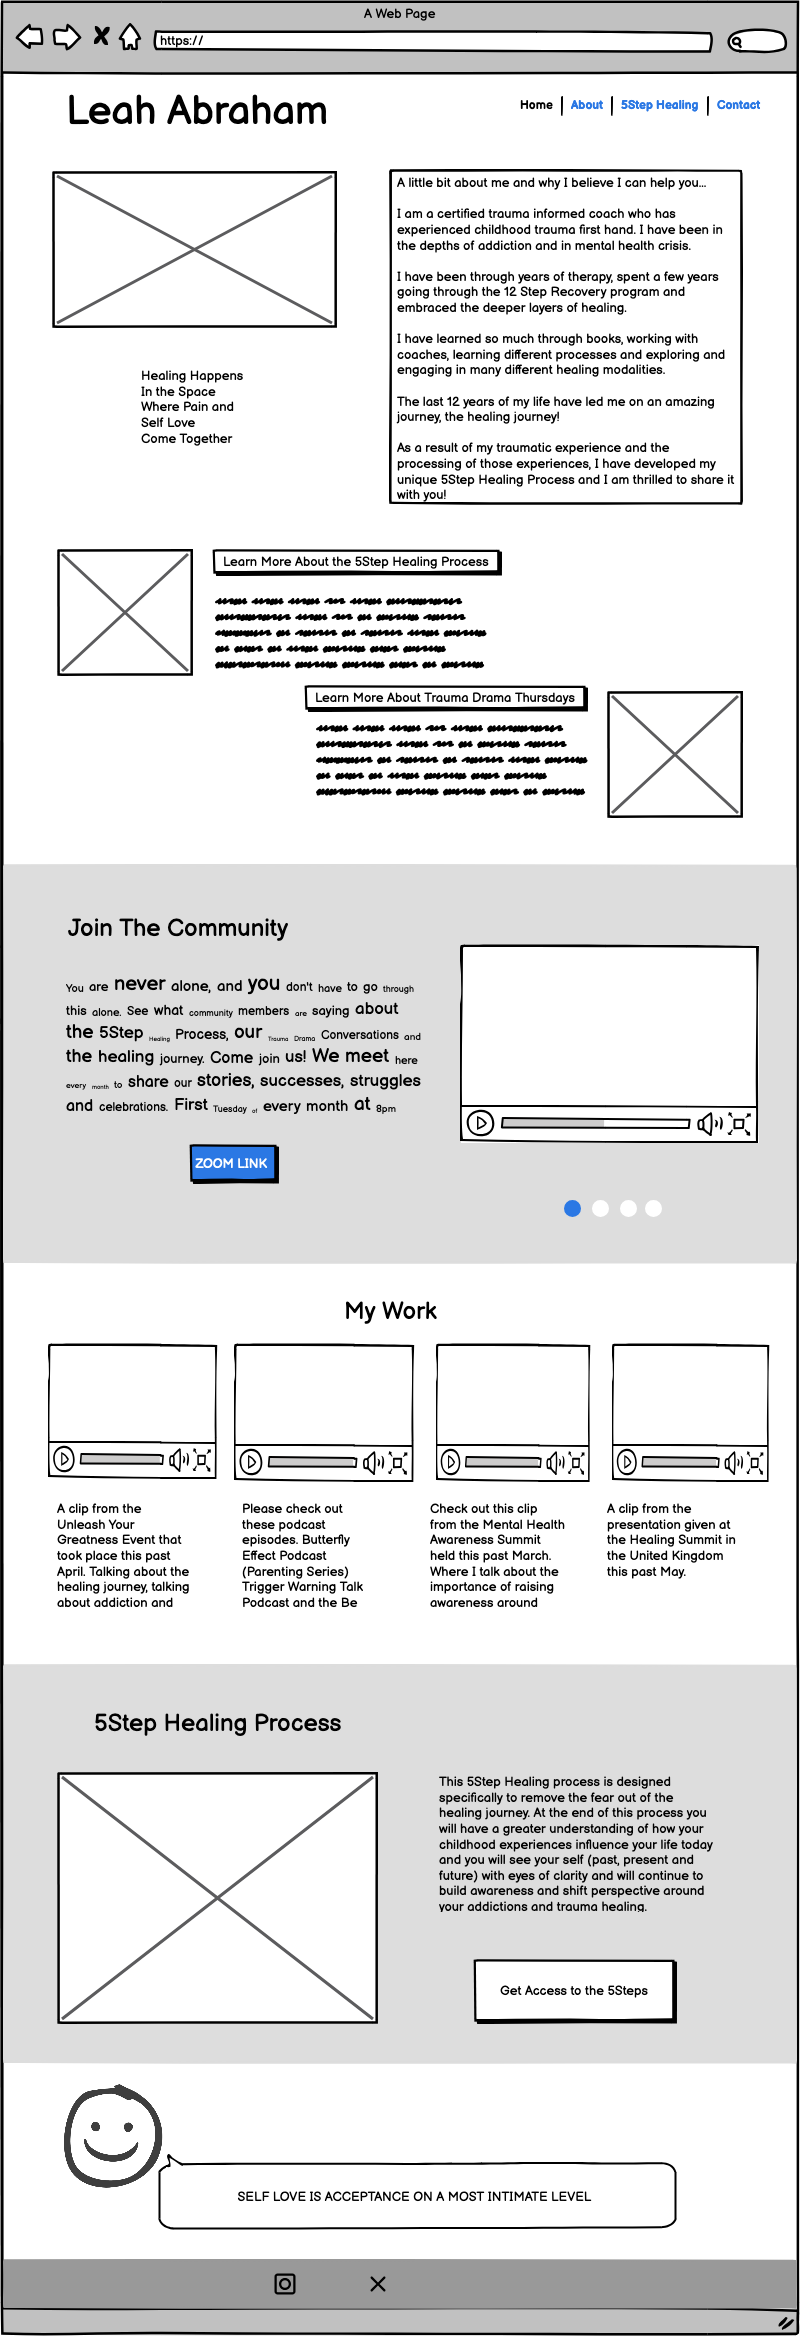 A Web Page
https://
Leah Abraham
Home About 5Step Healing Contact
A little bit about me and why I believe I can help you...
I am a certified trauma informed coach who has
experienced childhood trauma first hand. I have been in
the depths of addiction and in mental health crisis.
I have been through years of therapy, spent a few years
going through the 12 Step Recovery program and
embraced the deeper layers of healing.
I have learned so much through books, working with
coaches, learning different processes and exploring and
engaging in many different healing modalities.
The last 12 years of my life have led me on an amazing
journey, the healing journey!
As a result of my traumatic experience and the
processing of those experiences, I have developed my
unique 5Step Healing Process and I am thrilled to share it
with you!
Healing Happens
In the Space
Where Pain and
Self Love
Come Together
Learn More About the 5Step Healing Process
Learn More About Trauma Drama Thursdays
Join The Community
You are never alone, and you don't have to go through
this alone. See what community members are saying about
the 5Step Healing Process, our Trauma Drama Conversations and
the healing journey. Come join us! We meet here
every month to share our stories, successes, struggles
and celebrations. First Tuesday of every month at 8pm
ZOOM LINK
My Work
A clip from the
Unleash Your
Greatness Event that
took place this past
April. Talking about the
healing journey, talking
about addiction and
Please check out
these podcast
episodes. Butterfly
Effect Podcast
(Parenting Series)
Trigger Warning Talk
Podcast and the Be
Check out this clip
from the Mental Health
Awareness Summit
held this past March.
Where I talk about the
importance of raising
awareness around
A clip from the
presentation given at
the Healing Summit in
the United Kingdom
this past May.
5Step Healing Process
This 5Step Healing process is designed
specifically to remove the fear out of the
healing journey. At the end of this process you
will have a greater understanding of how your
childhood experiences influence your life today
and you will see your self (past, present and
future) with eyes of clarity and will continue to
build awareness and shift perspective around
your addictions and trauma healing.
Get Access to the 5Steps
SELF LOVE IS ACCEPTANCE ON A MOST INTIMATE LEVEL